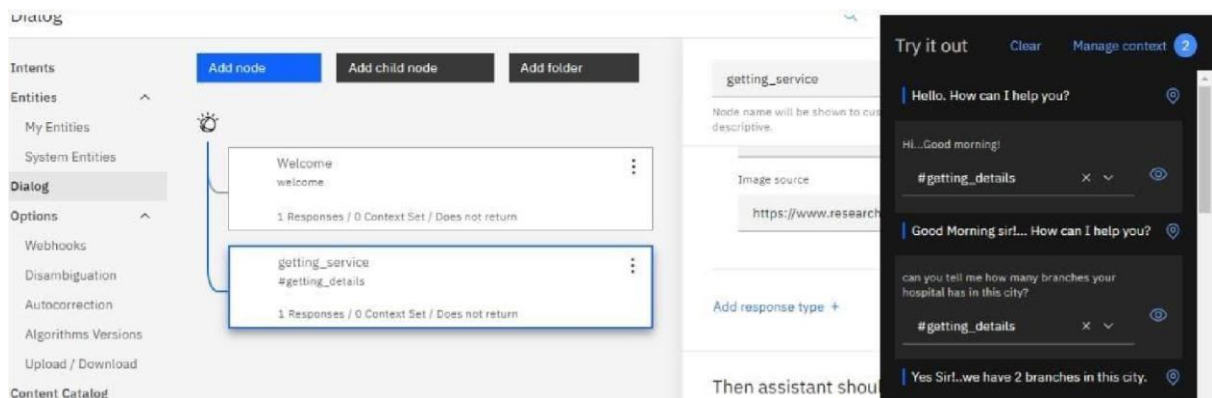 Dialog
Intents
Entities
My Entities
System Entities
Dialog
Options
Webhooks
Disambiguation
Autocorrection
Algorithms Versions
Upload / Download
Content Catalog
Add node
Add child node
Add folder
Welcome
welcome
1 Responses / 0 Context Set / Does not return
getting_service
#getting_details
1 Responses / 0 Context Set / Does not return
getting_service
Node name will be shown to cus
descriptive.
Image source
https://www.research
Add response type +
Then assistant shoul
Try it out
Clear
Manage context 2
Hello. How can I help you?
Hi...Good morning!
#getting_details
Good Morning sir!... How can I help you?
can you tell me how many branches your
hospital has in this city?
#getting_details
Yes Sir!..we have 2 branches in this city.